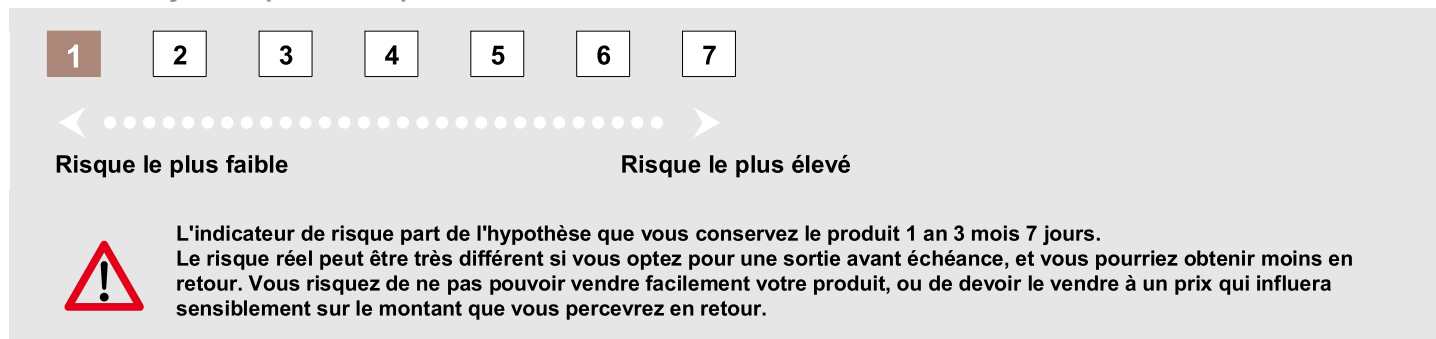 1 2 3 4 5 6 7
Risque le plus faible Risque le plus élevé
L'indicateur de risque part de l'hypothèse que vous conservez le produit 1 an 3 mois 7 jours.
Le risque réel peut être très différent si vous optez pour une sortie avant échéance, et vous pourriez obtenir moins en
retour. Vous risquez de ne pas pouvoir vendre facilement votre produit, ou de devoir le vendre à un prix qui influera
sensiblement sur le montant que vous percevrez en retour.